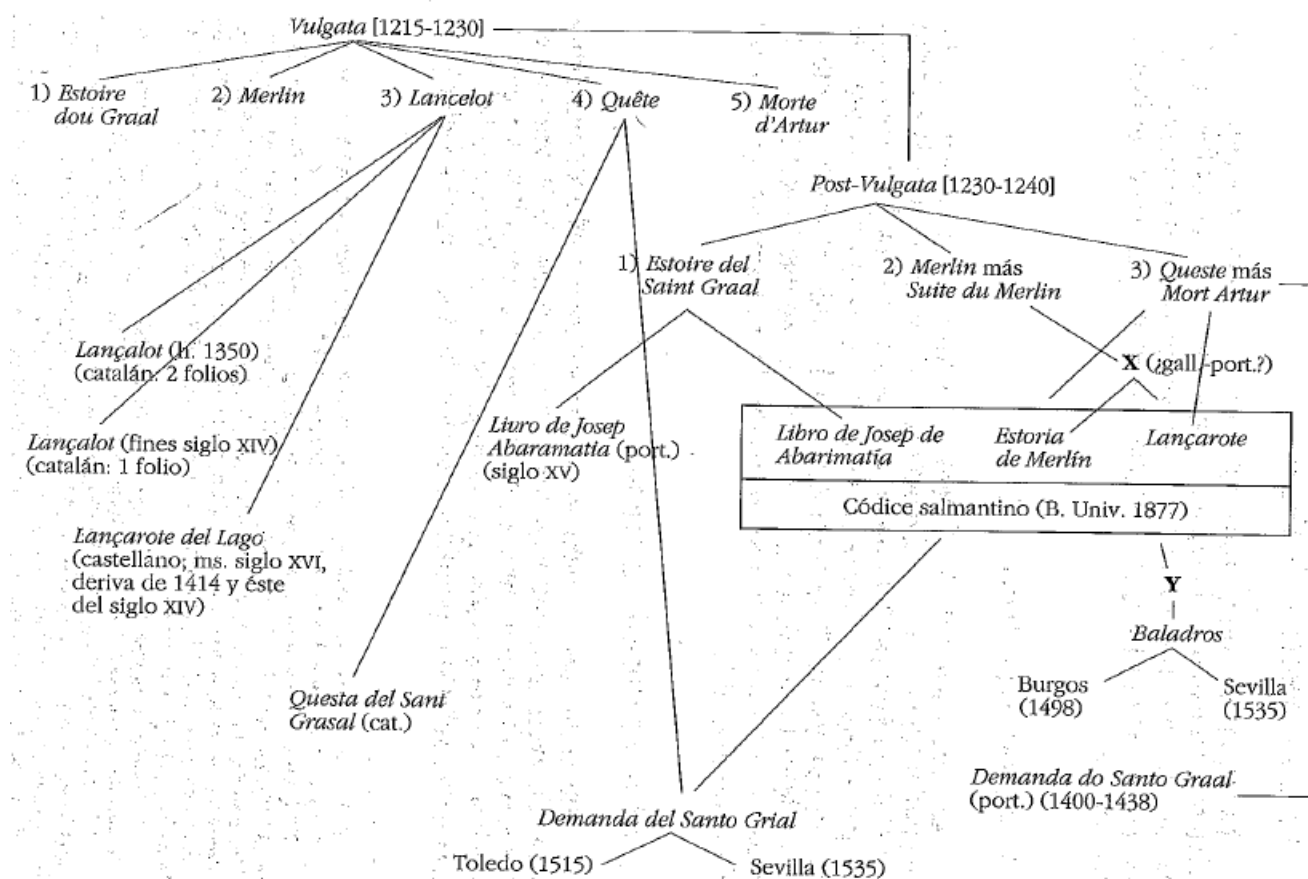 Vulgata [1215-1230]
1) Estoire
dou Graal
2) Merlin
3) Lancelot
4) Quête
5) Morte
d'Artur
Post-Vulgata [1230-1240]
1) Estoire del
Saint Graal
2) Merlin más
Suite du Merlin
3) Queste más
Mort Artur
Lançalot (h. 1350)
(catalán: 2 folios)
X (¿gall.-port.?)
Lançalot (fines siglo XIV)
(catalán: 1 folio)
Liuro de Josep
Abaramatia (port.)
(siglo XV)
Libro de Josep de
Abarimatía
Estoria
de Merlín
Lançarote
Códice salmantino (B. Univ. 1877)
Lançarote del Lago
(castellano; ms. siglo XVI,
deriva de 1414 y éste
del siglo XIV)
Y
Baladros
Burgos
(1498)
Sevilla
(1535)
Questa del Sant
Grasal (cat.)
Demanda do Santo Graal
(port.) (1400-1438)
Demanda del Santo Grial
Toledo (1515)
Sevilla (1535)